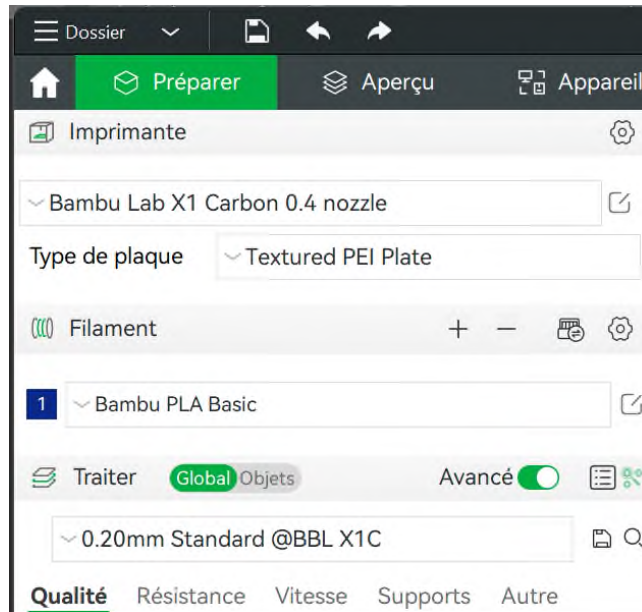 Dossier
Préparer Aperçu Appareil
Imprimante
Bambu Lab X1 Carbon 0.4 nozzle
Type de plaque Textured PEI Plate
Filament
1 Bambu PLA Basic
Traiter Global Objets Avancé
0.20mm Standard @BBL X1C
Qualité Résistance Vitesse Supports Autre